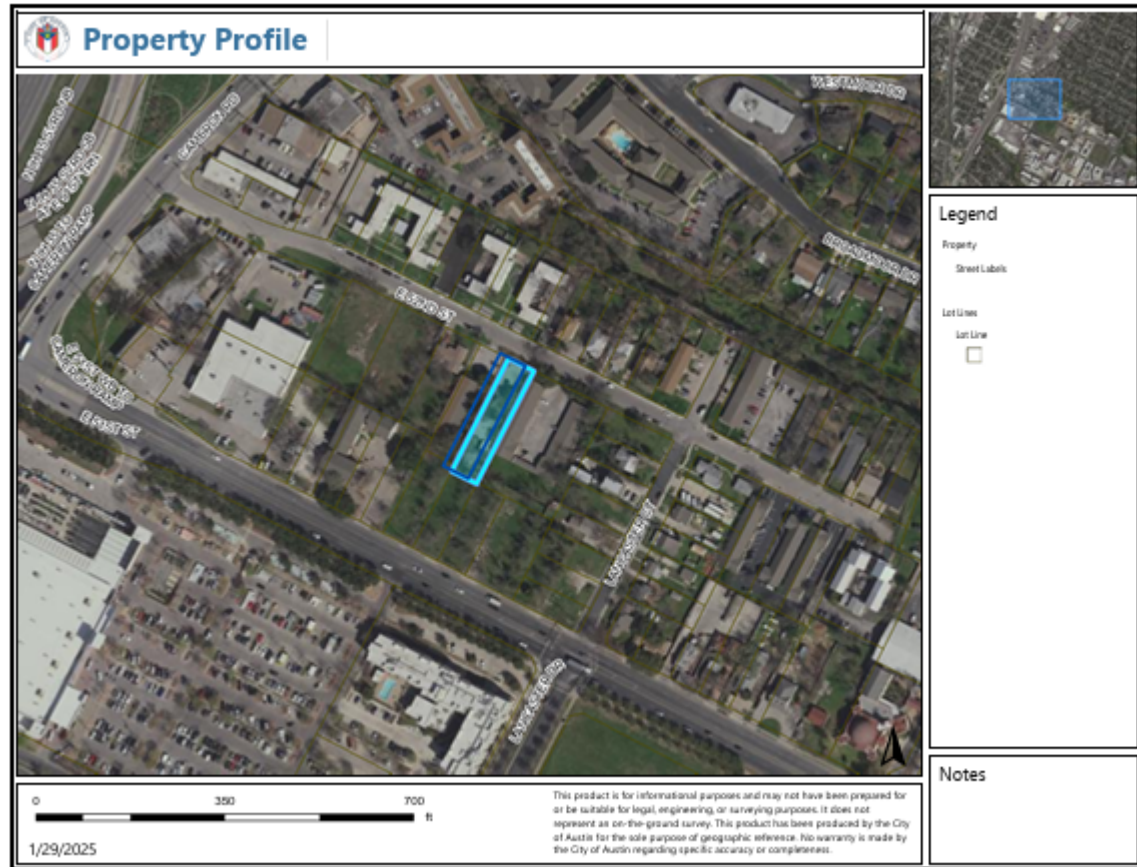 Property Profile
WESTMOOR DR
CAMERON RD
BROADMOOR DR
E 52ND ST
E 51ST ST
LANCASTER CT
LANCASTER DR
Legend
Property
Street Labels
Lot Lines
Lot Line
Notes
0 350 700
ft
1/29/2025
This product is for informational purposes and may not have been prepared for
or be suitable for legal, engineering, or surveying purposes. It does not
represent an on-the-ground survey. This product has been produced by the City
of Austin for the sole purpose of geographic reference. No warranty is made by
the City of Austin regarding specific accuracy or completeness.